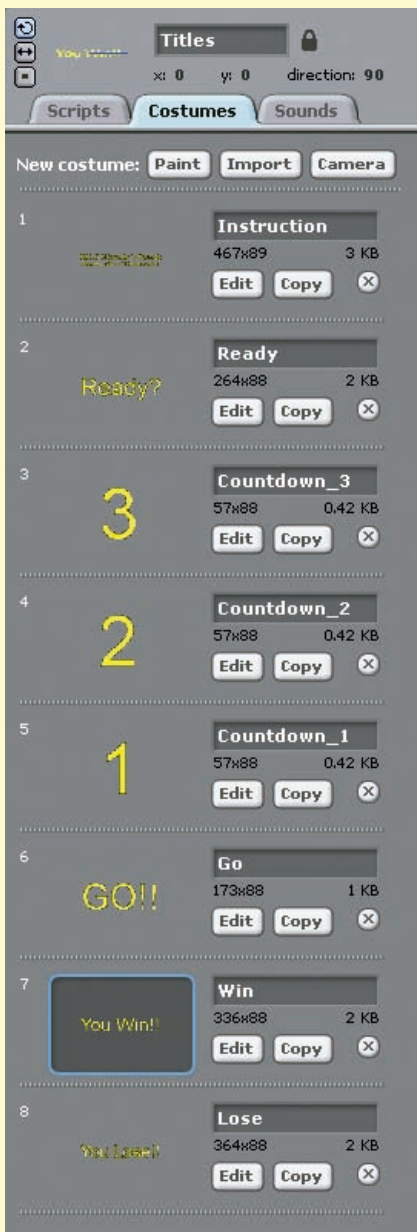 You Win!!
Titles
x: 0 y: 0 direction: 90
Scripts Costumes Sounds
New costume: Paint Import Camera
1
Instruction
467x89 3 KB
Edit Copy
2
Ready?
Ready
264x88 2 KB
Edit Copy
3
3
Countdown_3
57x88 0.42 KB
Edit Copy
4
2
Countdown_2
57x88 0.42 KB
Edit Copy
5
1
Countdown_1
57x88 0.42 KB
Edit Copy
6
GO!!
Go
173x88 1 KB
Edit Copy
7
You Win!!
Win
336x88 2 KB
Edit Copy
8
You Lose!!
Lose
364x88 2 KB
Edit Copy